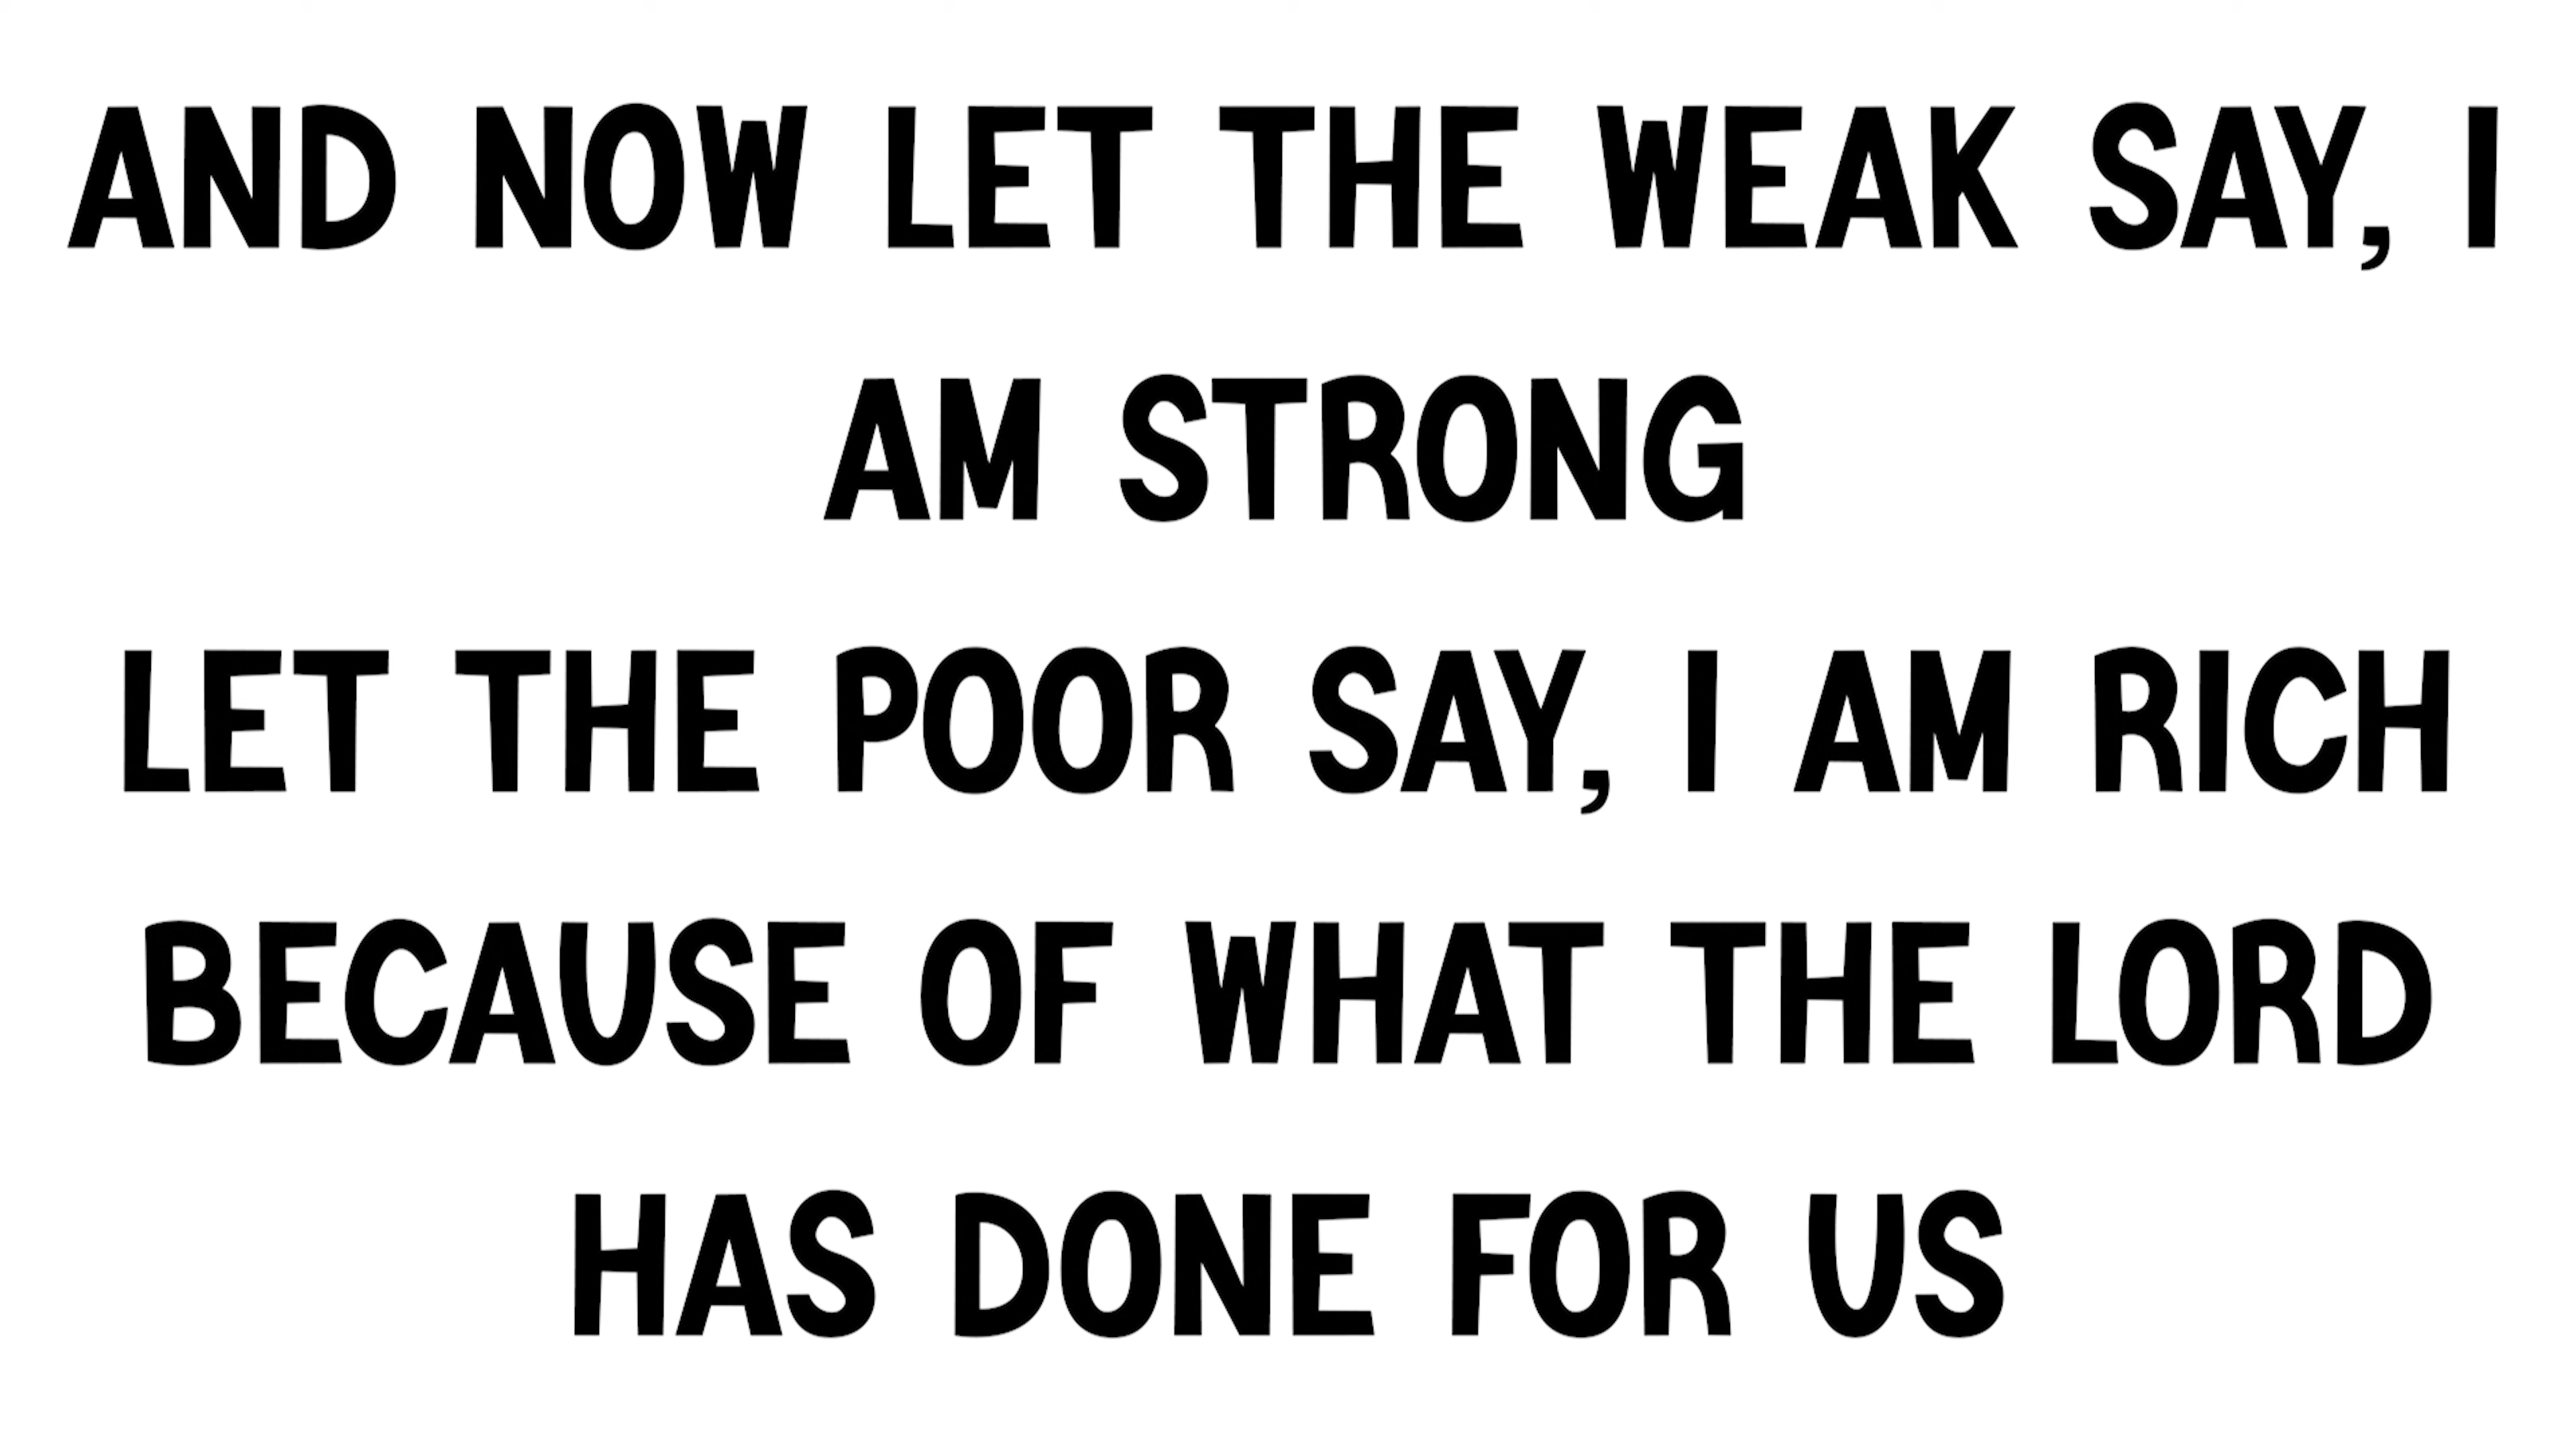 AND NOW LET THE WEAK SAY, I
AM STRONG
LET THE POOR SAY, I AM RICH
BECAUSE OF WHAT THE LORD
HAS DONE FOR US